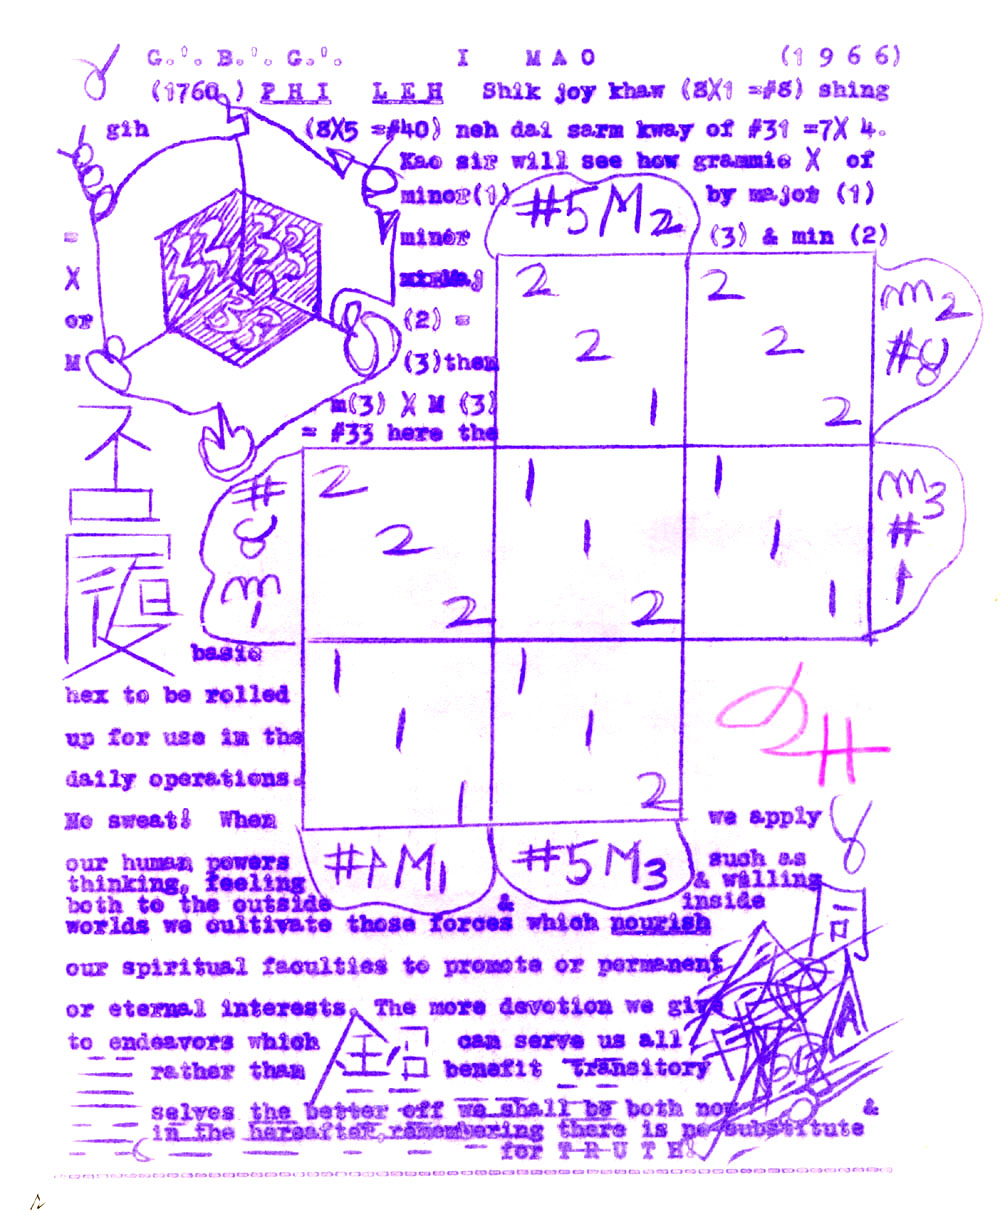 G.'. B.'. G.'. I MAO (1966)
(1760 ) PHI LEH Shik joy khaw (8X1 =#8) shing
gih (8X5 =#40) neh dai sarm kway of #31 =7X 4.
Kao sir will see how grammie X of
minor(1) #5M2 by major (1)
= minor (3) & min (2)
X
or (2) =
M (3)then
m(3) X M (3)
= #33 here the
33 33
33
2 2 m2
2 2 #8
1 2
2 1 1 m3
# 8 m1 2 1 1 #1
2 2 1
不
履
basic
hex to be rolled 1 1
up for use in the 1 1
daily operations. 1 2
No sweat! When we apply
our human powers #1M1 #5M3 such as
thinking, feeling & willing
both to the outside & inside
worlds we cultivate those forces which nourish
our spiritual faculties to promote or permanent
or eternal interests. The more devotion we give
to endeavors which can serve us all
rather than benefit transitory
selves the better off we shall be both now &
in the hereafter, remembering there is no substitute
for TRUTH!